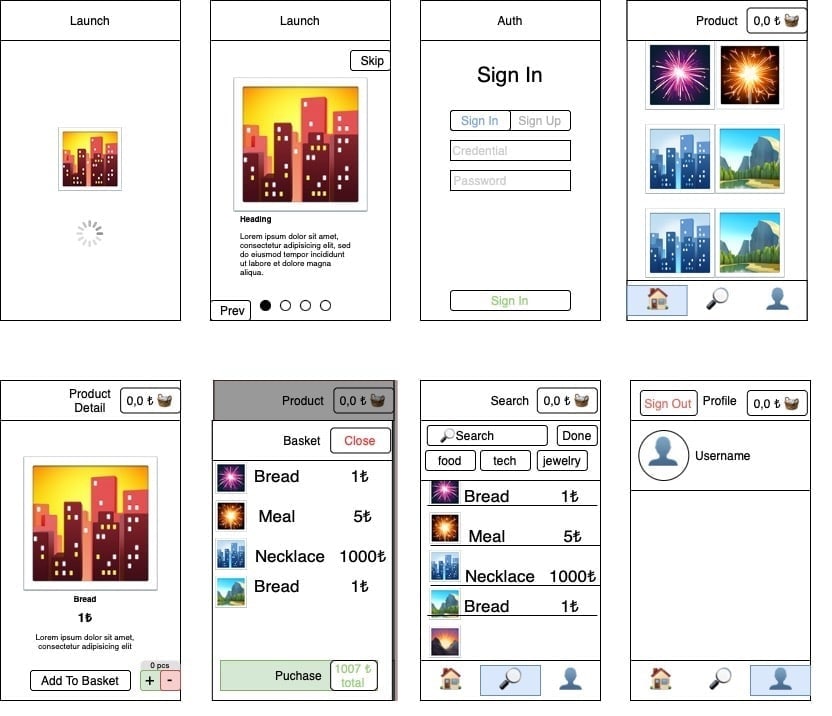 Launch
Launch
Skip
Heading
Lorem ipsum dolor sit amet,
consectetur adipisicing elit, sed
do eiusmod tempor incididunt
ut labore et dolore magna
aliqua.
Prev
Auth
Sign In
Sign In
Sign Up
Credential
Password
Sign In
Product
0,0 ₺
Product
Detail
0,0 ₺
Bread
1₺
Lorem ipsum dolor sit amet,
consectetur adipisicing elit
0 pcs
Add To Basket
+
-
Product
0,0 ₺
Basket
Close
Bread 1₺
Meal 5₺
Necklace 1000₺
Bread 1₺
Puchase
1007 ₺
total
Search
0,0 ₺
Search
Done
food
tech
jewelry
Bread 1₺
Meal 5₺
Necklace 1000₺
Bread 1₺
Sign Out
Profile
0,0 ₺
Username